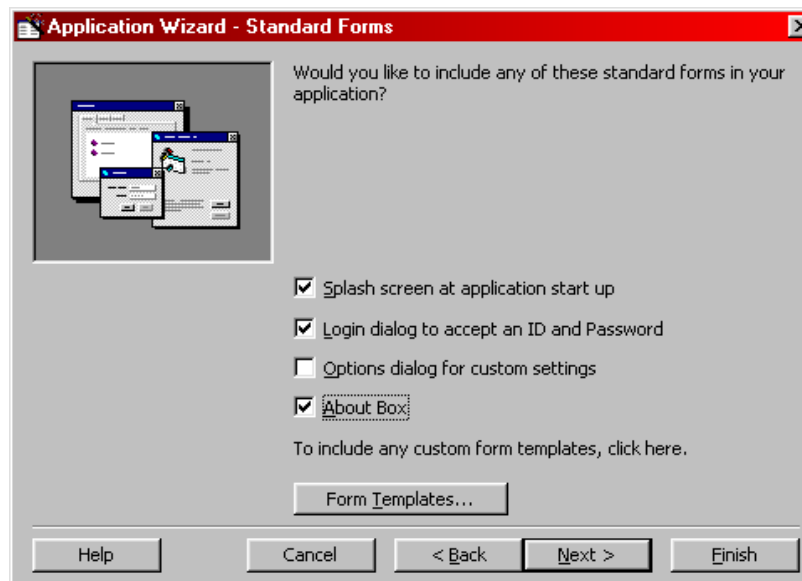 Application Wizard - Standard Forms
Would you like to include any of these standard forms in your
application?
Splash screen at application start up
Login dialog to accept an ID and Password
Options dialog for custom settings
About Box
To include any custom form templates, click here.
Form Templates...
Help Cancel < Back Next > Finish